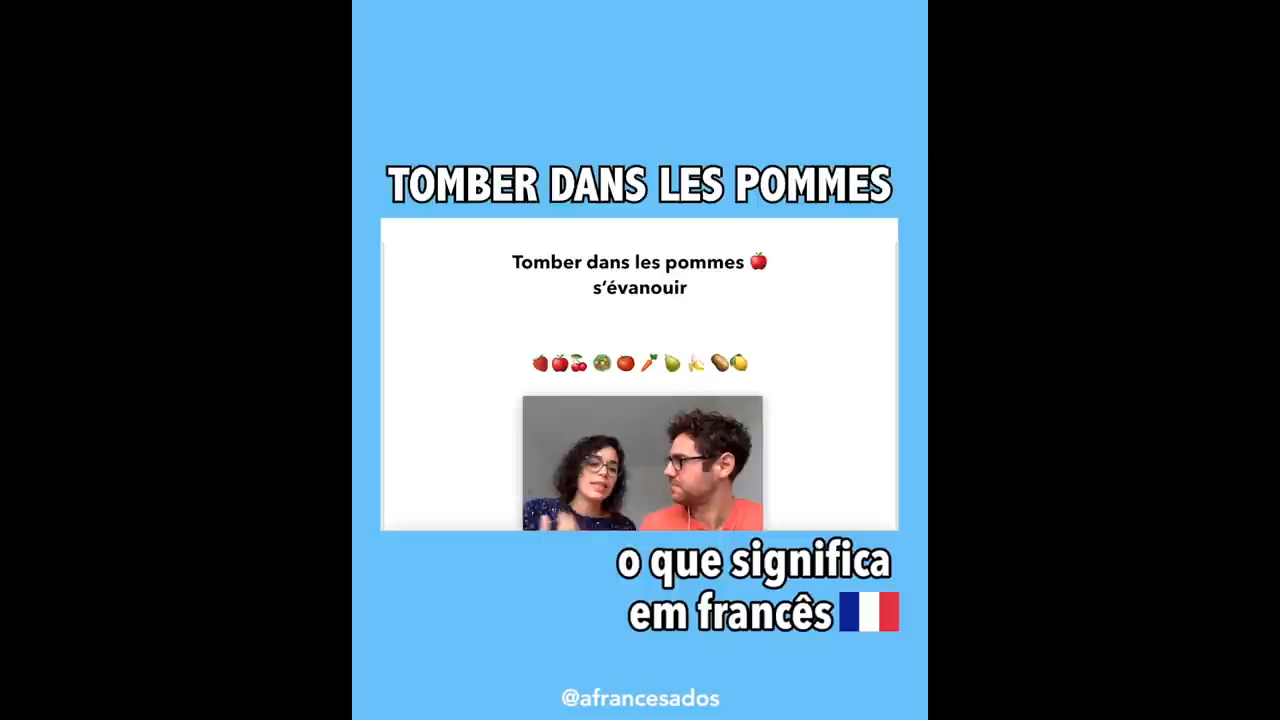 TOMBER DANS LES POMMES
Tomber dans les pommes 🍎
s'évanouir
🍓🍎🍒🥗🍅🥕🍐🍌🥔🍋
o que significa
em francês 🇫🇷
@afrancesados